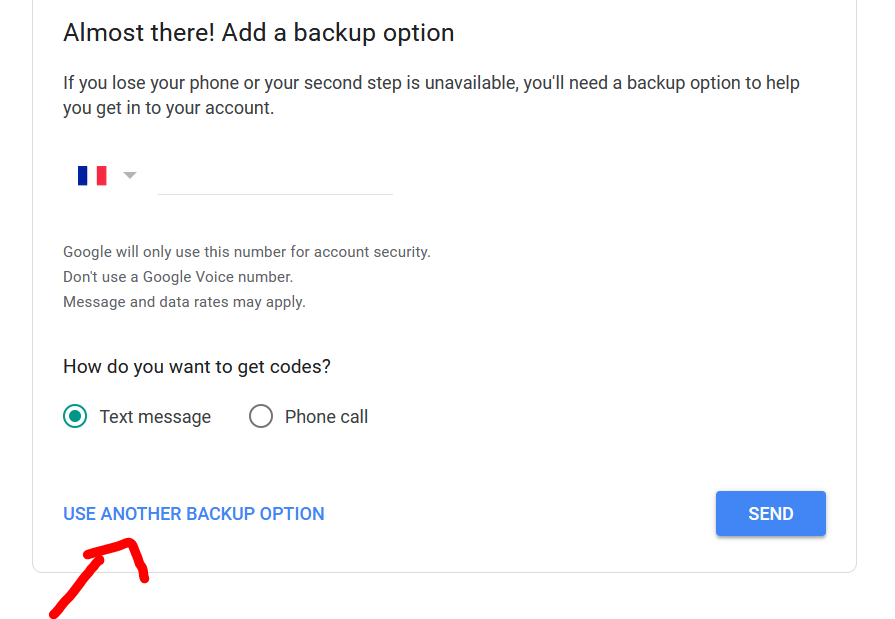 Almost there! Add a backup option
If you lose your phone or your second step is unavailable, you'll need a backup option to help
you get in to your account.
Google will only use this number for account security.
Don't use a Google Voice number.
Message and data rates may apply.
How do you want to get codes?
Text message Phone call
USE ANOTHER BACKUP OPTION SEND